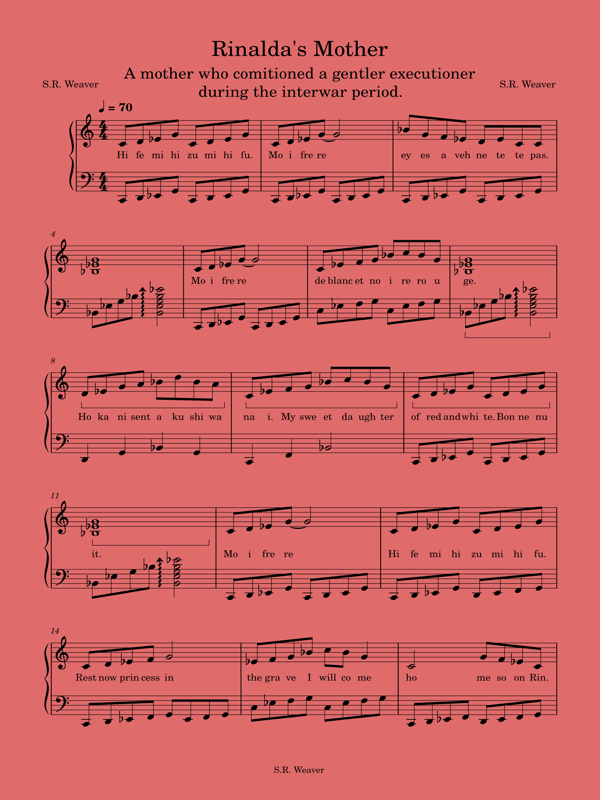 Rinalda's Mother
A mother who comitioned a gentler executioner
during the interwar period.
S.R. Weaver
S.R. Weaver
♩ = 70
Hi fe mi hi zu mi hi fu. Mo i fre re ey es a veh ne te te pas.
4
Mo i fre re de blanc et no i re ro u ge.
8
Ho ka ni sent a ku shi wa na i. My swe et da ugh ter of red and whi te. Bon ne nu
11
it. Mo i fre re Hi fe mi hi zu mi hi fu.
14
Rest now prin cess in the gra ve I will co me ho me so on Rin.
S.R. Weaver